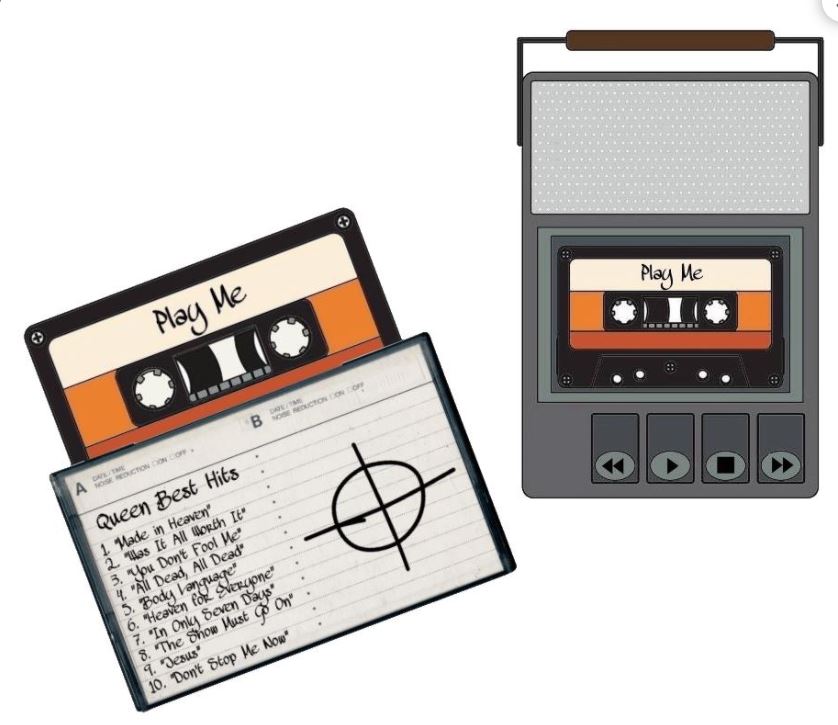 Play Me
Play Me
A DATE/TIME
NOISE REDUCTION □ON □OFF
B DATE/TIME
NOISE REDUCTION □ON □OFF
Queen Best Hits
1. "Made in Heaven"
2. "Was It All Worth It"
3. "You Don't Fool Me"
4. "All Dead, All Dead"
5. "Body Language"
6. "Heaven for Everyone"
7. "In Only Seven Days"
8. "The Show Must Go On"
9. "Jesus"
10. "Don't Stop Me Now"